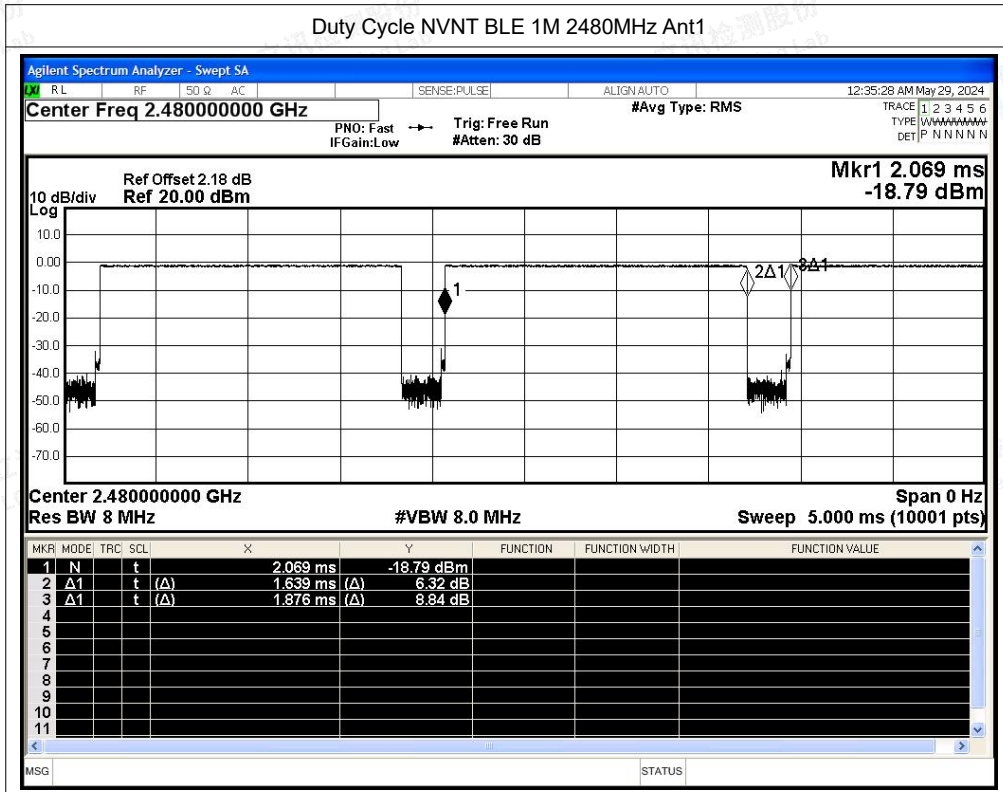 Duty Cycle NVNT BLE 1M 2480MHz Ant1
Agilent Spectrum Analyzer - Swept SA
LXI RL RF 50 Ω AC SENSE:PULSE ALIGN AUTO 12:35:28 AM May 29, 2024
Center Freq 2.480000000 GHz #Avg Type: RMS TRACE 1 2 3 4 5 6
PNO: Fast Trig: Free Run TYPE WWWWWW
IFGain:Low #Atten: 30 dB DET P N N N N N
Mkr1 2.069 ms
Ref Offset 2.18 dB
10 dB/div Ref 20.00 dBm -18.79 dBm
Log
10.0
0.00
-10.0
-20.0
-30.0
-40.0
-50.0
-60.0
-70.0
1
2Δ1
3Δ1
Center 2.480000000 GHz Span 0 Hz
Res BW 8 MHz #VBW 8.0 MHz Sweep 5.000 ms (10001 pts)
MKR MODE TRC SCL X Y FUNCTION FUNCTION WIDTH FUNCTION VALUE
1 N t 2.069 ms -18.79 dBm
2 Δ1 t (Δ) 1.639 ms (Δ) 6.32 dB
3 Δ1 t (Δ) 1.876 ms (Δ) 8.84 dB
4
5
6
7
8
9
10
11
MSG STATUS